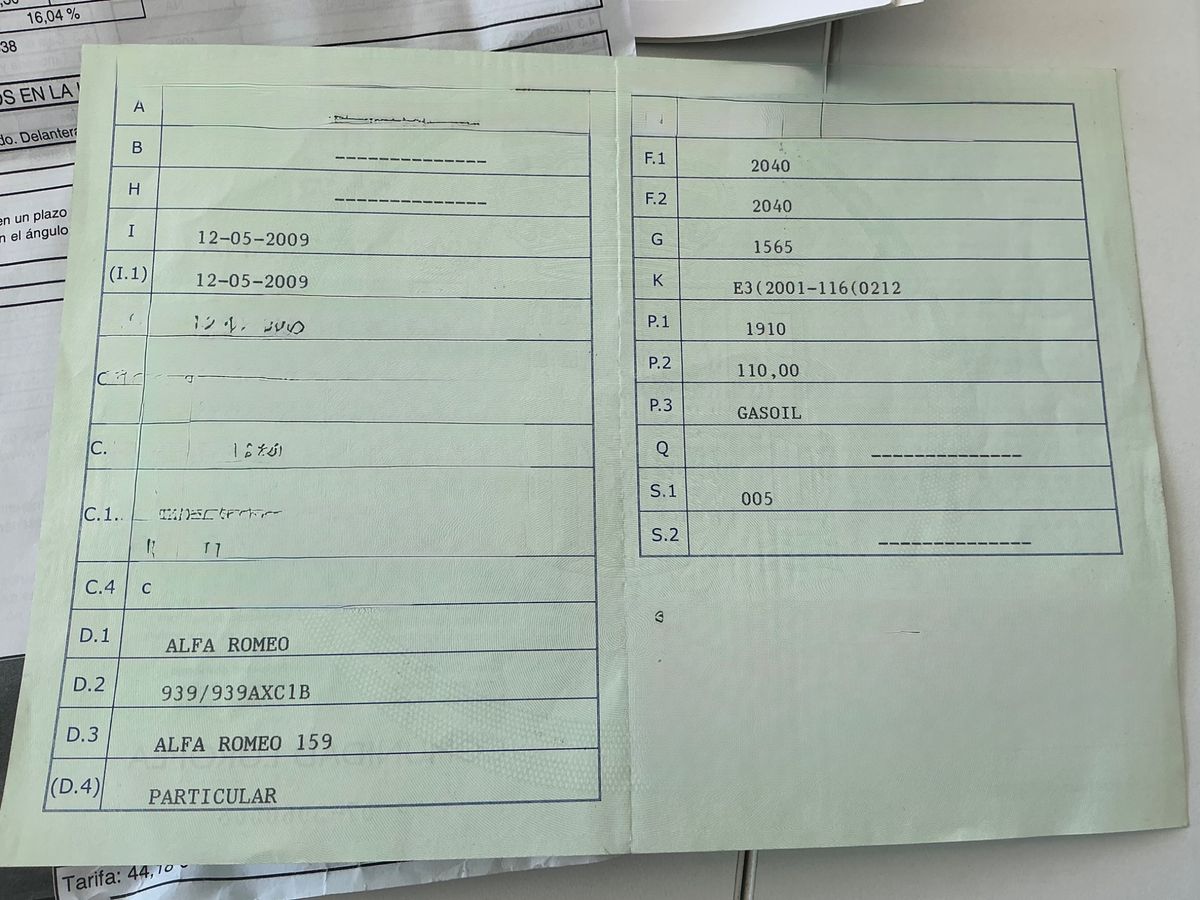 16,04 %
38
OS EN LA
do. Delantera
en un plazo
n el ángulo
A
B --------------
H --------------
I 12-05-2009
(I.1) 12-05-2009
C.
C.1.
C.4 c
D.1 ALFA ROMEO
D.2 939/939AXC1B
D.3 ALFA ROMEO 159
(D.4) PARTICULAR
F.1 2040
F.2 2040
G 1565
K E3(2001-116(0212
P.1 1910
P.2 110,00
P.3 GASOIL
Q --------------
S.1 005
S.2 --------------
Tarifa: 44,18